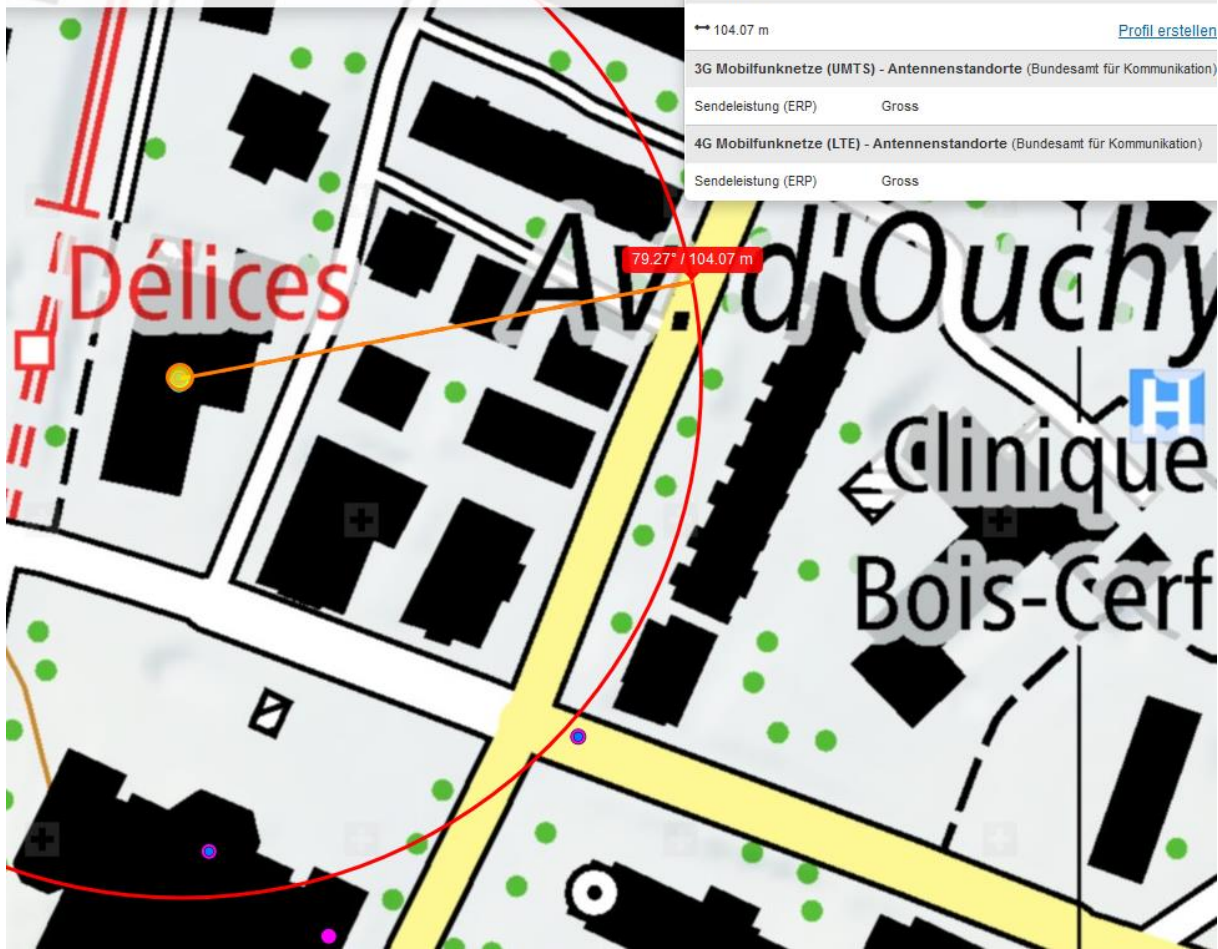 ↔ 104.07 m Profil erstellen
3G Mobilfunknetze (UMTS) - Antennenstandorte (Bundesamt für Kommunikation)
Sendeleistung (ERP) Gross
4G Mobilfunknetze (LTE) - Antennenstandorte (Bundesamt für Kommunikation)
Sendeleistung (ERP) Gross
79.27° / 104.07 m
Délices
Av. d'Ouchy
H
Clinique
Bois-Cerf